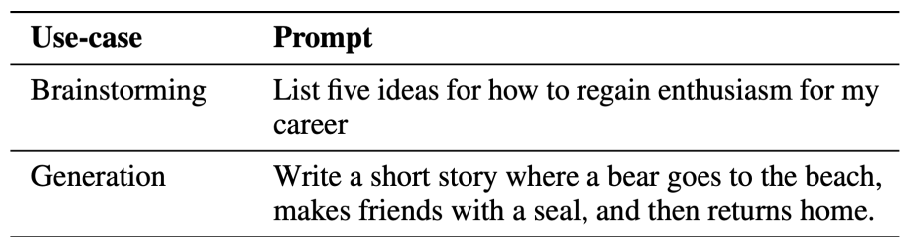 Use-case Prompt
Brainstorming List five ideas for how to regain enthusiasm for my
career
Generation Write a short story where a bear goes to the beach,
makes friends with a seal, and then returns home.